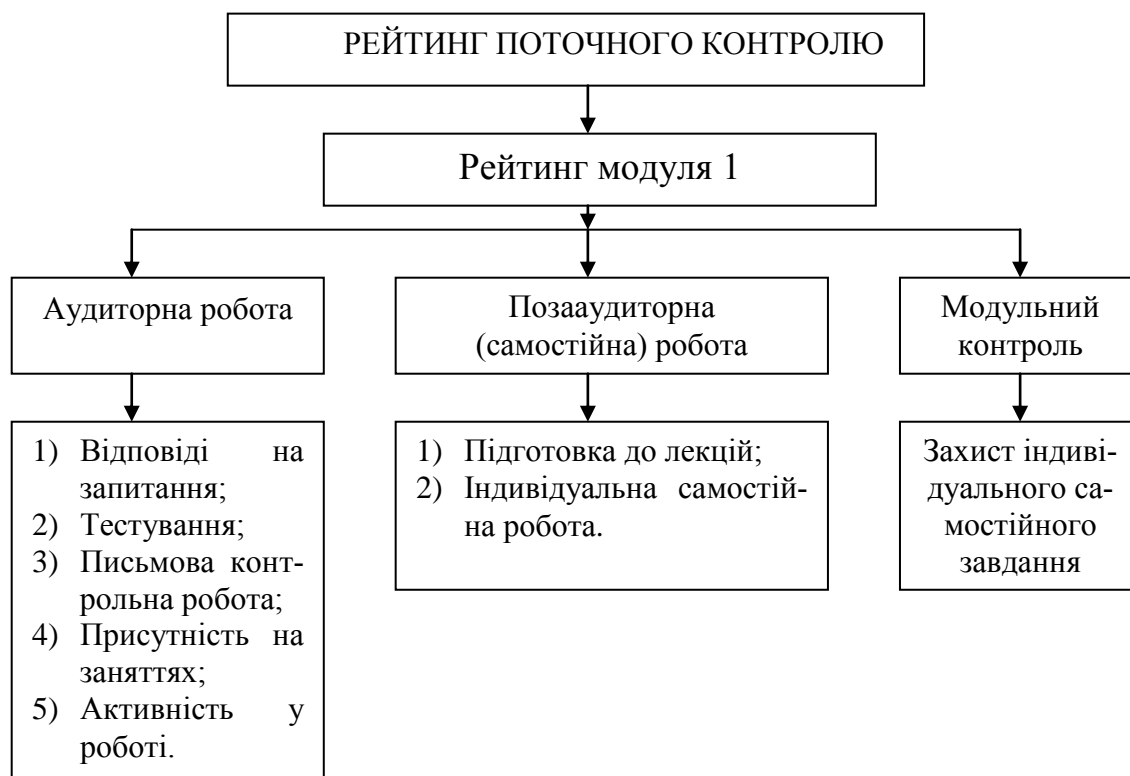 РЕЙТИНГ ПОТОЧНОГО КОНТРОЛЮ
Рейтинг модуля 1
Аудиторна робота
Позааудиторна
(самостійна) робота
Модульний
контроль
1) Відповіді на
запитання;
2) Тестування;
3) Письмова конт-
рольна робота;
4) Присутність на
заняттях;
5) Активність у
роботі.
1) Підготовка до лекцій;
2) Індивідуальна самостій-
на робота.
Захист індиві-
дуального са-
мостійного
завдання